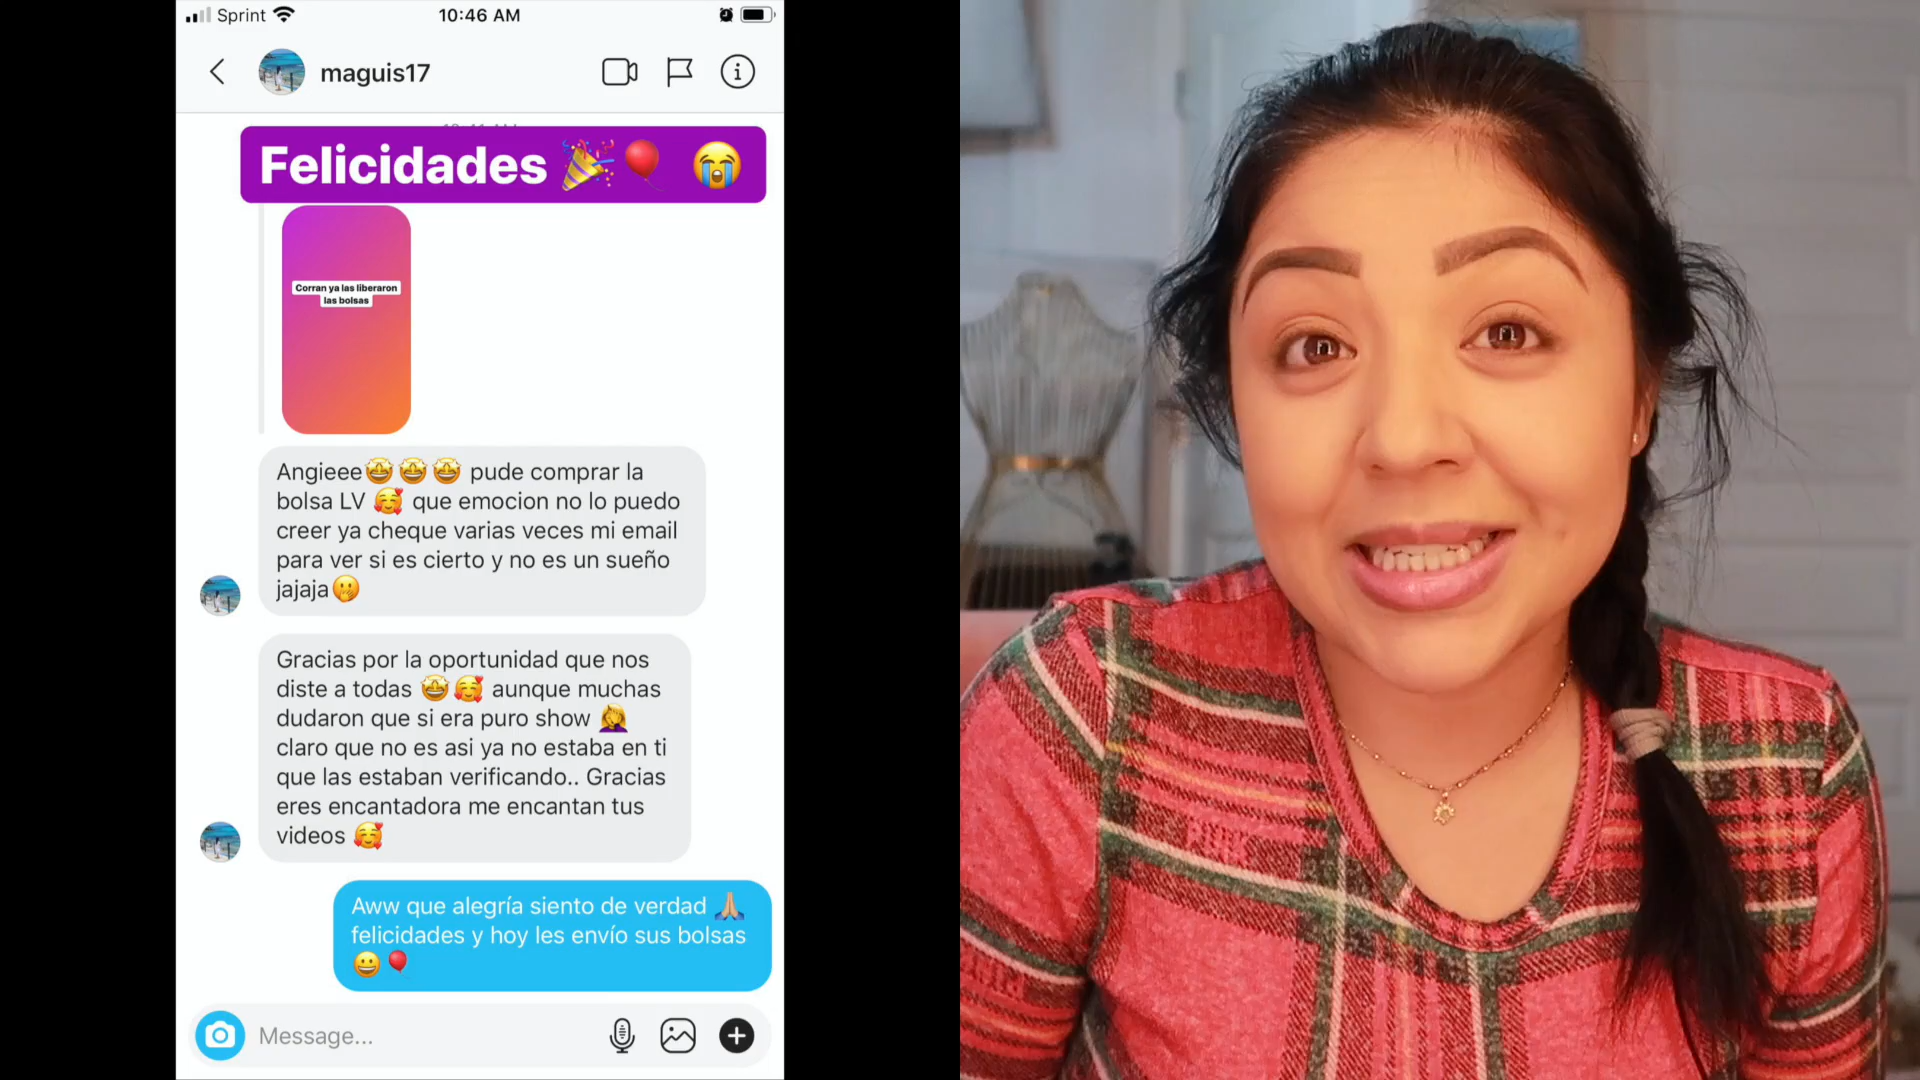 Sprint 10:46 AM
maguis17
Felicidades 🎉🎈 😭
Corran ya las liberaron
las bolsas
Angieee🤩🤩🤩 pude comprar la
bolsa LV 🥰 que emocion no lo puedo
creer ya cheque varias veces mi email
para ver si es cierto y no es un sueño
jajaja🤭
Gracias por la oportunidad que nos
diste a todas 🤩🥰 aunque muchas
dudaron que si era puro show 🤦‍♀️
claro que no es asi ya no estaba en ti
que las estaban verificando.. Gracias
eres encantadora me encantan tus
videos 🥰
Aww que alegría siento de verdad 🙏🏼
felicidades y hoy les envío sus bolsas
😀🎈
Message...